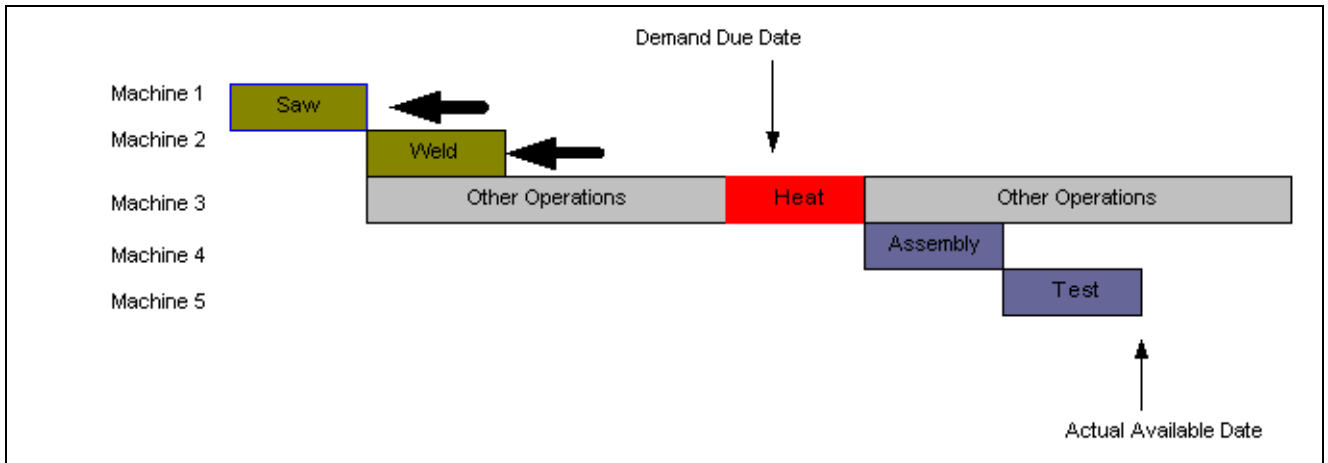 Demand Due Date
Machine 1
Saw
Machine 2
Weld
Machine 3
Other Operations
Heat
Other Operations
Machine 4
Assembly
Machine 5
Test
Actual Available Date